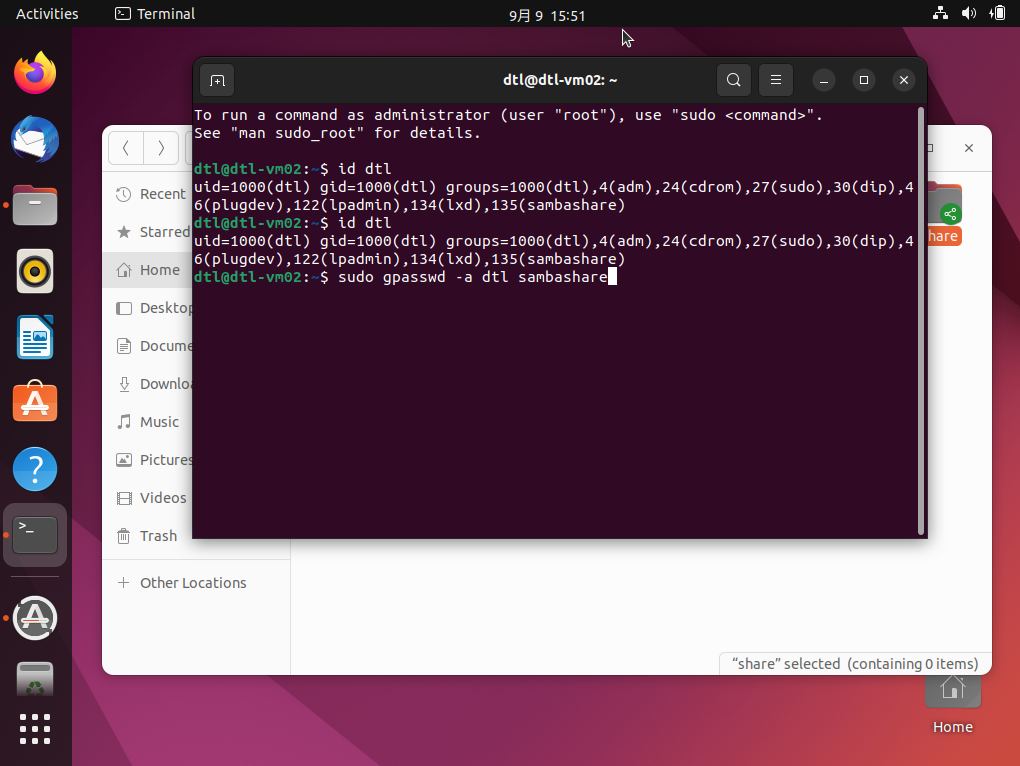 Activities
Terminal
9月 9 15:51
dtl@dtl-vm02: ~
To run a command as administrator (user "root"), use "sudo <command>".
See "man sudo_root" for details.
dtl@dtl-vm02:~$ id dtl
uid=1000(dtl) gid=1000(dtl) groups=1000(dtl),4(adm),24(cdrom),27(sudo),30(dip),4
6(plugdev),122(lpadmin),134(lxd),135(sambashare)
dtl@dtl-vm02:~$ id dtl
uid=1000(dtl) gid=1000(dtl) groups=1000(dtl),4(adm),24(cdrom),27(sudo),30(dip),4
6(plugdev),122(lpadmin),134(lxd),135(sambashare)
dtl@dtl-vm02:~$ sudo gpasswd -a dtl sambashare
Recent
Starred
Home
Desktop
Docume
Downloa
Music
Pictures
Videos
Trash
Other Locations
hare
“share” selected (containing 0 items)
Home